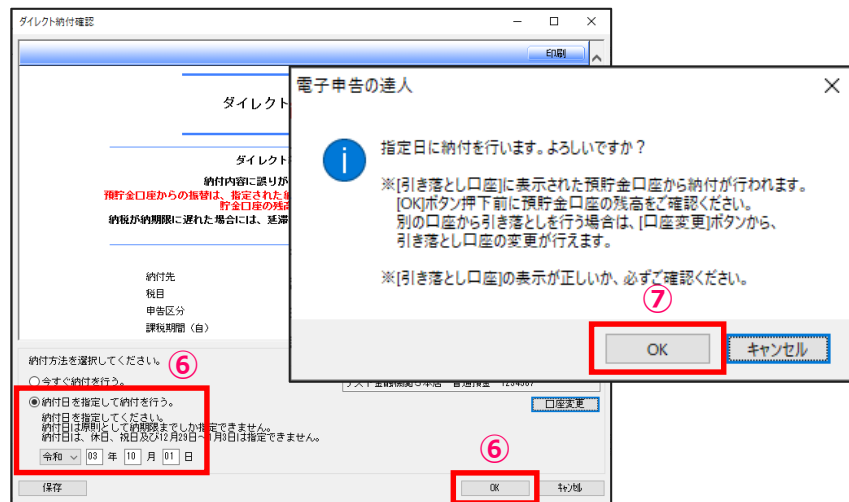 ダイレクト納付確認
印刷
ダイレクト
ダイレクト
納付内容に誤りが
預貯金口座からの振替は、指定された
貯金口座の残高
納税が納期限に遅れた場合には、延滞
納付先
税目
申告区分
課税期間（自）
電子申告の達人
指定日に納付を行います。よろしいですか？
※[引き落とし口座]に表示された預貯金口座から納付が行われます。
[OK]ボタン押下前に預貯金口座の残高をご確認ください。
別の口座から引き落としを行う場合は、[口座変更]ボタンから、
引き落とし口座の変更が行えます。
※[引き落とし口座]の表示が正しいか、必ずご確認ください。
⑦
OK
キャンセル
納付方法を選択してください。
⑥
今すぐ納付を行う。
納付日を指定して納付を行う。
納付日を指定してください。
納付日は原則として納期限までしか指定できません。
納付日は、休日、祝日及び12月29日～1月3日は指定できません。
令和 03 年 10 月 01 日
口座変更
⑥
保存
OK
キャンセル